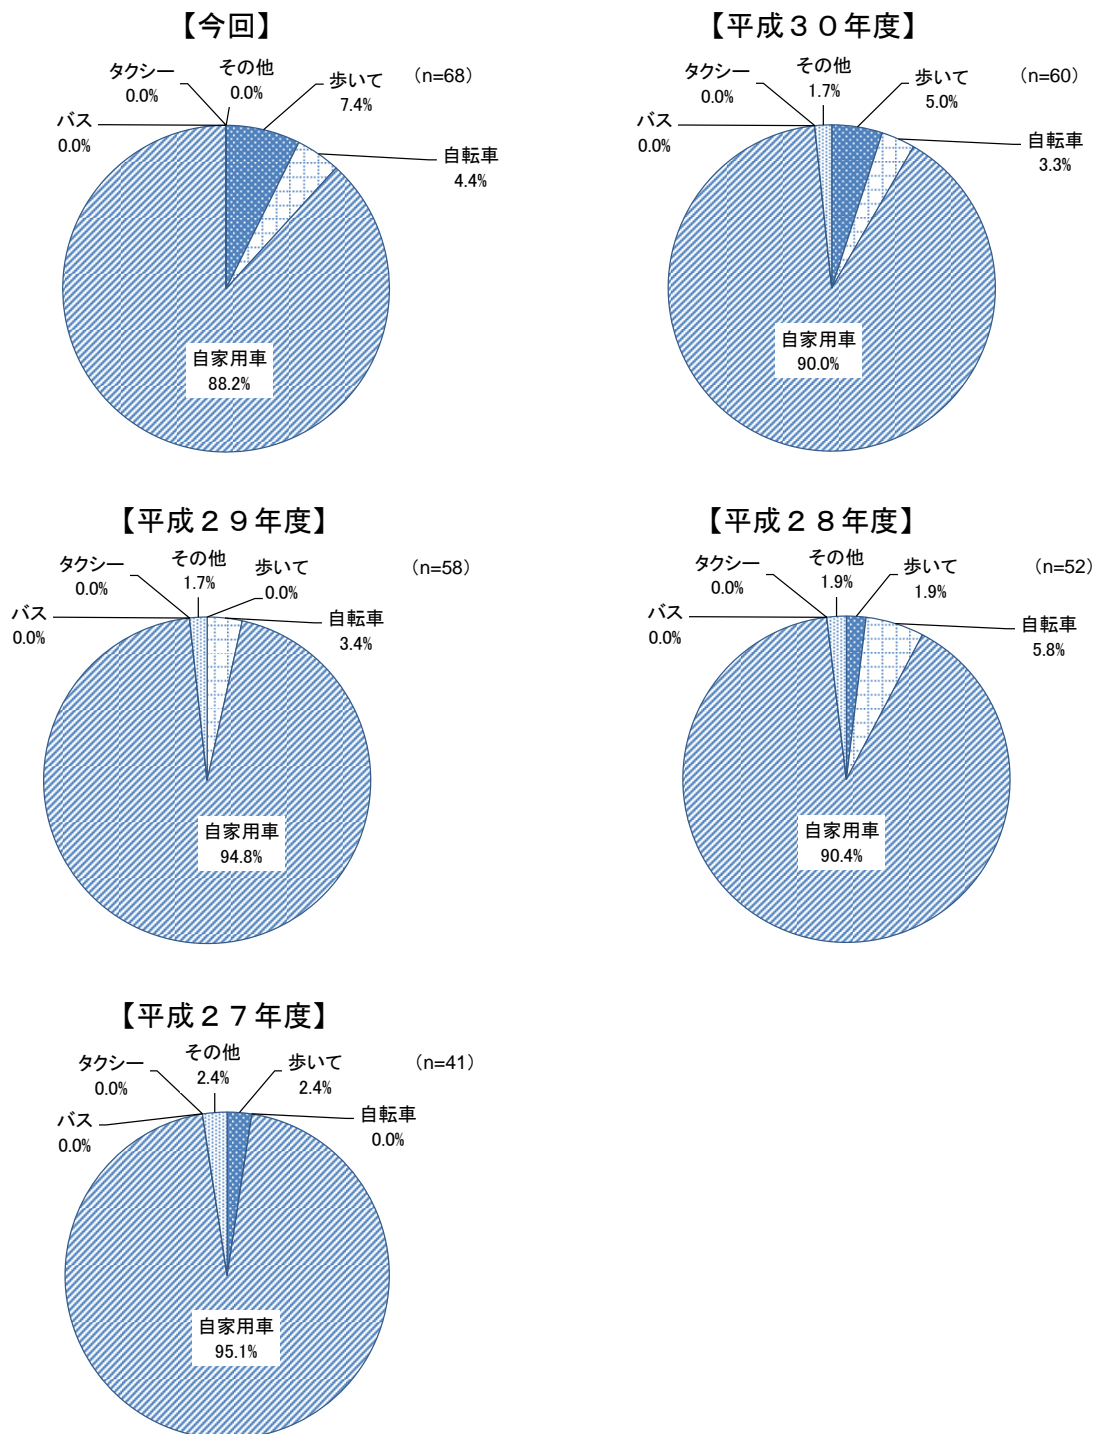 【今回】
タクシー
0.0%
その他
0.0%
歩いて
7.4%
（n=68）
バス
0.0%
自転車
4.4%
自家用車
88.2%
【平成３０年度】
タクシー
0.0%
その他
1.7%
歩いて
5.0%
（n=60）
バス
0.0%
自転車
3.3%
自家用車
90.0%
【平成２９年度】
タクシー
0.0%
その他
1.7%
歩いて
0.0%
（n=58）
バス
0.0%
自転車
3.4%
自家用車
94.8%
【平成２８年度】
タクシー
0.0%
その他
1.9%
歩いて
1.9%
（n=52）
バス
0.0%
自転車
5.8%
自家用車
90.4%
【平成２７年度】
タクシー
0.0%
その他
2.4%
歩いて
2.4%
（n=41）
バス
0.0%
自転車
0.0%
自家用車
95.1%